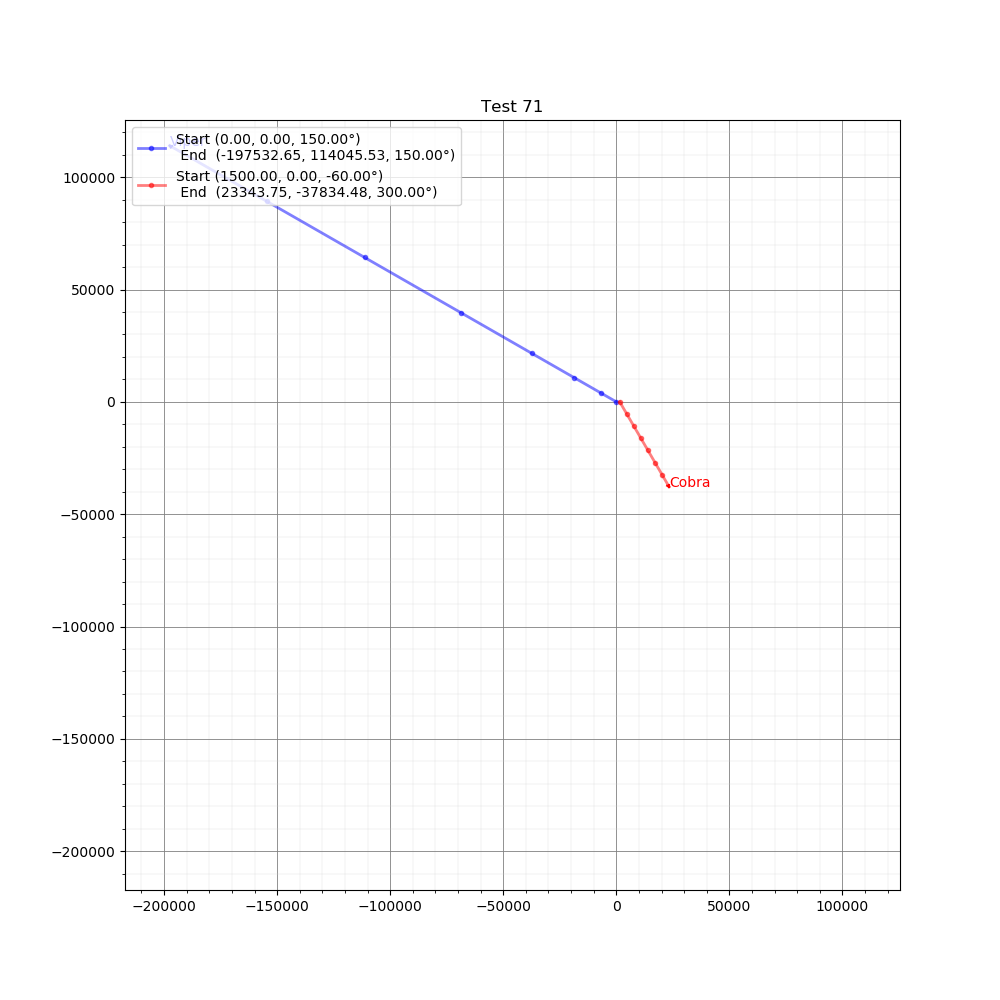 Test 71
Start (0.00, 0.00, 150.00°)
End (-197532.65, 114045.53, 150.00°)
Start (1500.00, 0.00, -60.00°)
End (23343.75, -37834.48, 300.00°)
100000
50000
0
−50000
−100000
−150000
−200000
Cobra
−200000 −150000 −100000 −50000 0 50000 100000